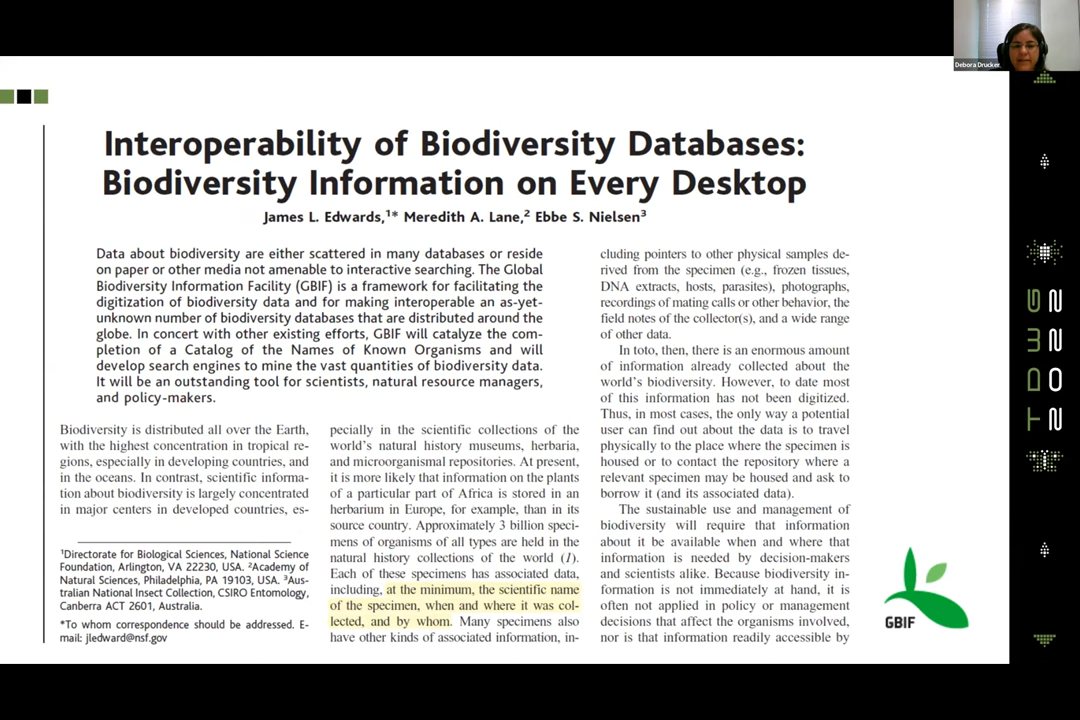 Debora Drucker
Interoperability of Biodiversity Databases:
Biodiversity Information on Every Desktop
James L. Edwards,¹* Meredith A. Lane,² Ebbe S. Nielsen³
Data about biodiversity are either scattered in many databases or reside
on paper or other media not amenable to interactive searching. The Global
Biodiversity Information Facility (GBIF) is a framework for facilitating the
digitization of biodiversity data and for making interoperable an as-yet-
unknown number of biodiversity databases that are distributed around the
globe. In concert with other existing efforts, GBIF will catalyze the com-
pletion of a Catalog of the Names of Known Organisms and will
develop search engines to mine the vast quantities of biodiversity data.
It will be an outstanding tool for scientists, natural resource managers,
and policy-makers.
Biodiversity is distributed all over the Earth,
with the highest concentration in tropical re-
gions, especially in developing countries, and
in the oceans. In contrast, scientific informa-
tion about biodiversity is largely concentrated
in major centers in developed countries, es-
¹Directorate for Biological Sciences, National Science
Foundation, Arlington, VA 22230, USA. ²Academy of
Natural Sciences, Philadelphia, PA 19103, USA. ³Aus-
tralian National Insect Collection, CSIRO Entomology,
Canberra ACT 2601, Australia.
*To whom correspondence should be addressed. E-
mail: jledward@nsf.gov
pecially in the scientific collections of the
world's natural history museums, herbaria,
and microorganismal repositories. At present,
it is more likely that information on the plants
of a particular part of Africa is stored in an
herbarium in Europe, for example, than in its
source country. Approximately 3 billion speci-
mens of organisms of all types are held in the
natural history collections of the world (1).
Each of these specimens has associated data,
including, at the minimum, the scientific name
of the specimen, when and where it was col-
lected, and by whom. Many specimens also
have other kinds of associated information, in-
cluding pointers to other physical samples de-
rived from the specimen (e.g., frozen tissues,
DNA extracts, hosts, parasites), photographs,
recordings of mating calls or other behavior, the
field notes of the collector(s), and a wide range
of other data.
In toto, then, there is an enormous amount
of information already collected about the
world's biodiversity. However, to date most
of this information has not been digitized.
Thus, in most cases, the only way a potential
user can find out about the data is to travel
physically to the place where the specimen is
housed or to contact the repository where a
relevant specimen may be housed and ask to
borrow it (and its associated data).
The sustainable use and management of
biodiversity will require that information
about it be available when and where that
information is needed by decision-makers
and scientists alike. Because biodiversity in-
formation is not immediately at hand, it is
often not applied in policy or management
decisions that affect the organisms involved,
nor is that information readily accessible by
GBIF
TDWG
2022